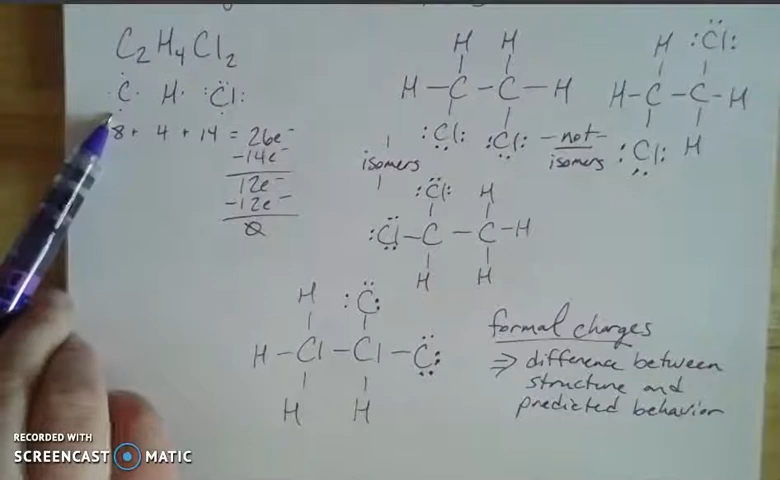 C2H4Cl2
·C· H· :Cl:
8 + 4 + 14 = 26e-
-14e-
12e-
-12e-
0
H H
H - C - C - H
:Cl: :Cl:
isomers
- not -
isomers
H :Cl:
H - C - C - H
:Cl: H
:Cl: H
:Cl - C - C - H
H H
H :C:
H - Cl - Cl - C:
H H
formal charges
⇒ difference between
structure and
predicted behavior
RECORDED WITH
SCREENCAST MATIC